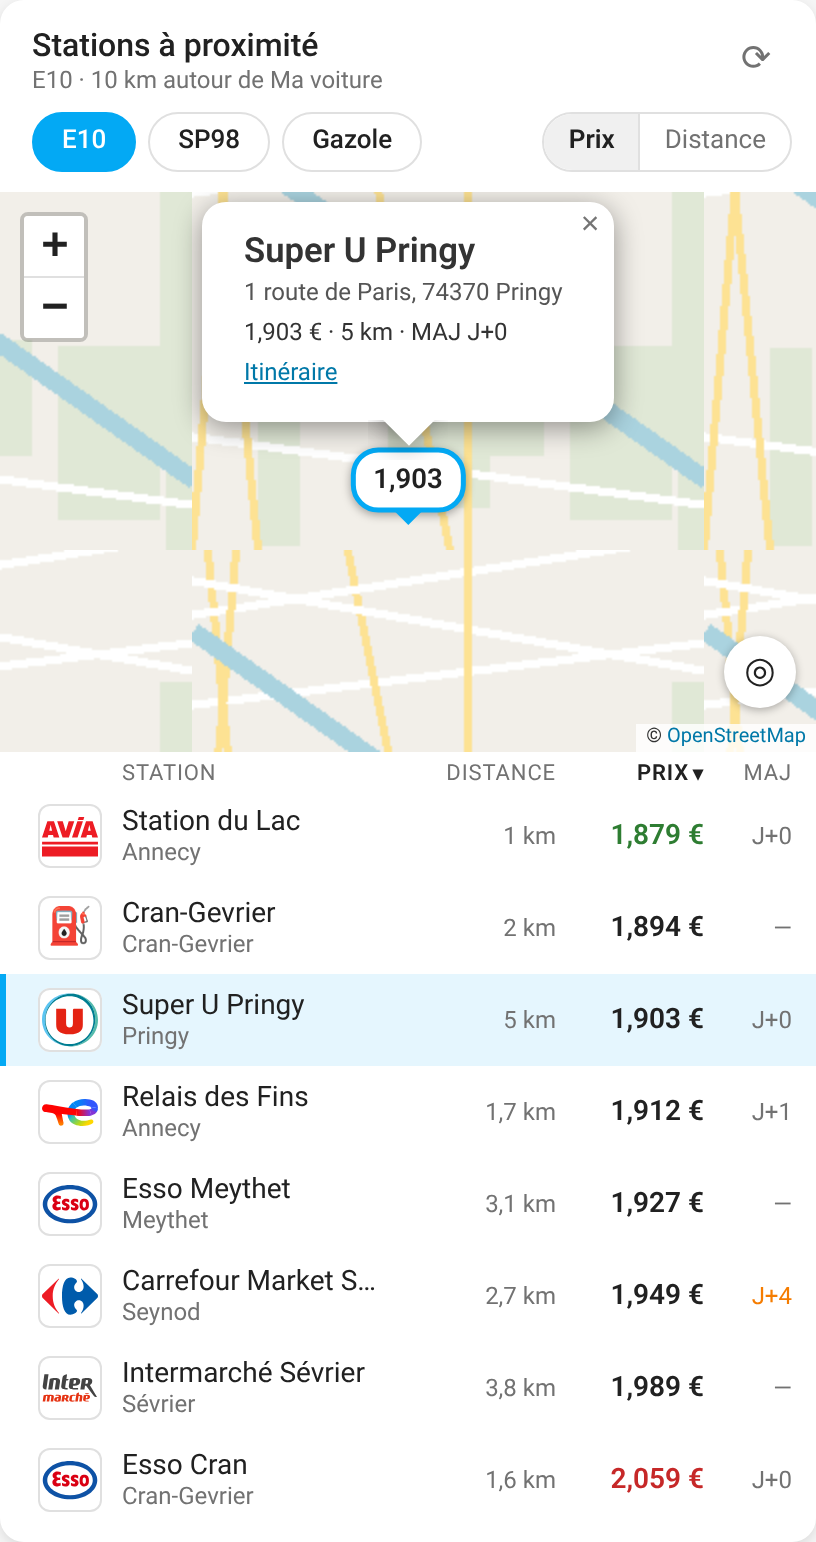 Stations à proximité
E10 · 10 km autour de Ma voiture
⟳
E10 SP98 Gazole Prix Distance
+
−
×
Super U Pringy
1 route de Paris, 74370 Pringy
1,903 € · 5 km · MAJ J+0
Itinéraire
1,903
© OpenStreetMap
STATION DISTANCE PRIX ▾ MAJ
AVIA
Station du Lac
Annecy
1 km 1,879 € J+0
Cran-Gevrier
Cran-Gevrier
2 km 1,894 € —
U
Super U Pringy
Pringy
5 km 1,903 € J+0
Relais des Fins
Annecy
1,7 km 1,912 € J+1
Esso
Esso Meythet
Meythet
3,1 km 1,927 € —
Carrefour Market S…
Seynod
2,7 km 1,949 € J+4
Inter
marché
Intermarché Sévrier
Sévrier
3,8 km 1,989 € —
Esso
Esso Cran
Cran-Gevrier
1,6 km 2,059 € J+0